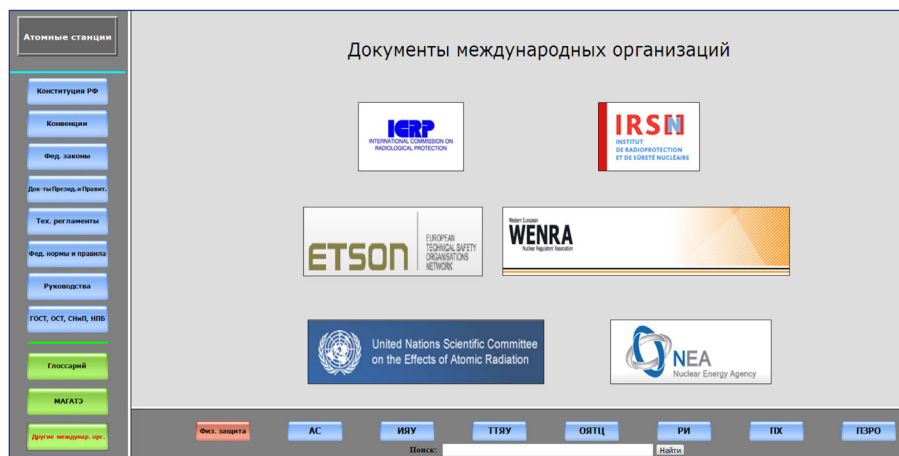 Атомные станции
Конституция РФ
Конвенции
Фед. законы
Док-ты Презид. и Правит.
Тех. регламенты
Фед. нормы и правила
Руководства
ГОСТ, ОСТ, СНиП, НПБ
Глоссарий
МАГАТЭ
Другие междунар. орг.
Документы международных организаций
ICRP
INTERNATIONAL COMMISSION ON
RADIOLOGICAL PROTECTION
IRSN
INSTITUT
DE RADIOPROTECTION
ET DE SÛRETÉ NUCLÉAIRE
ETSON
EUROPEAN
TECHNICAL SAFETY
ORGANISATIONS
NETWORK
Western European
WENRA
Nuclear Regulators' Association
United Nations Scientific Committee
on the Effects of Atomic Radiation
NEA
Nuclear Energy Agency
Физ. защита
АС
ИЯУ
ТТЯУ
ОЯТЦ
РИ
ПХ
ПЗРО
Поиск:
Найти